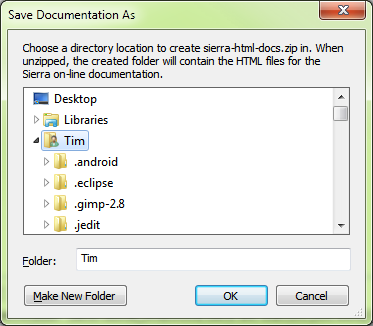 Save Documentation As
Choose a directory location to create sierra-html-docs.zip in. When
unzipped, the created folder will contain the HTML files for the
Sierra on-line documentation.
Desktop
Libraries
Tim
.android
.eclipse
.gimp-2.8
.jedit
Folder: Tim
Make New Folder OK Cancel